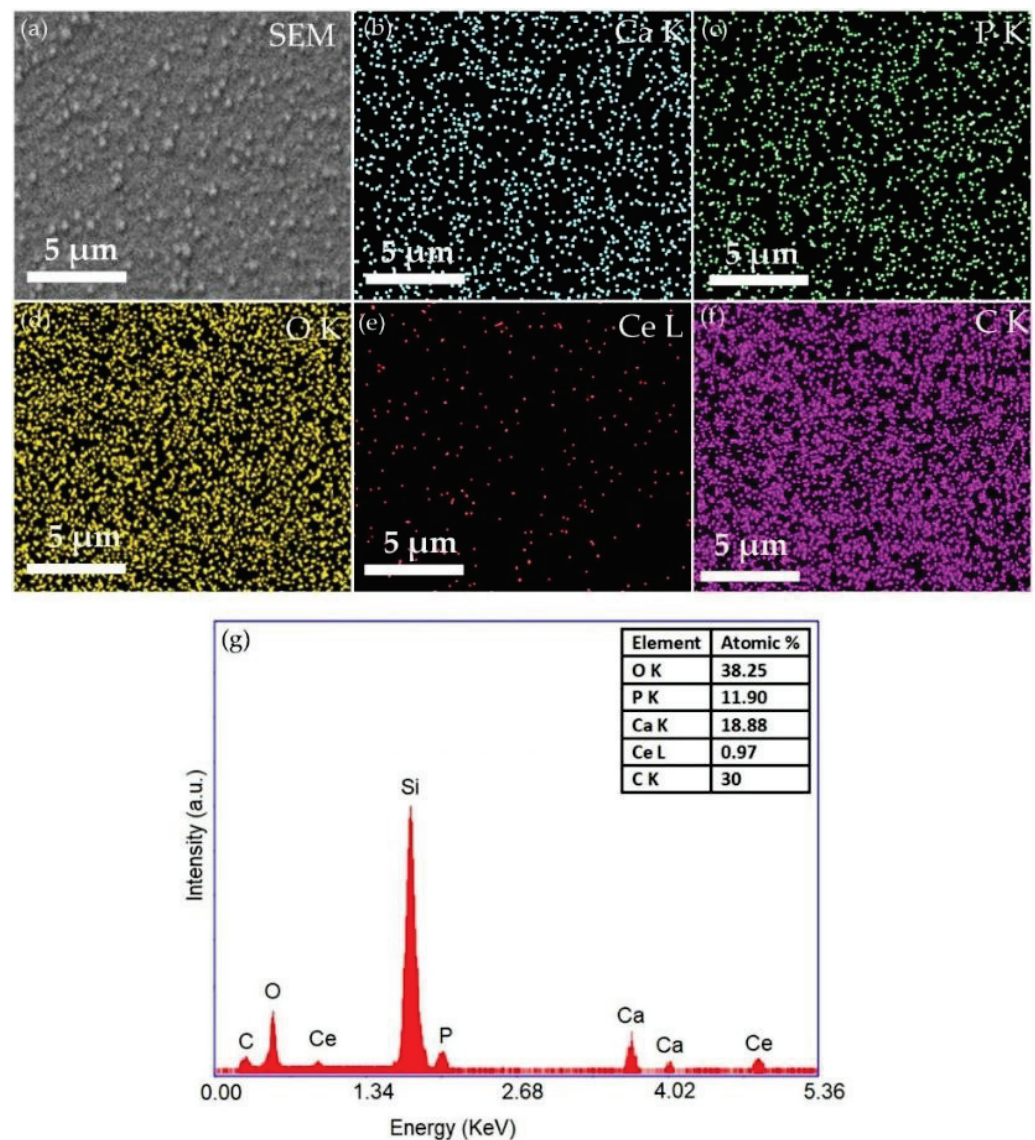 (a) SEM
5 µm
(b) Ca K
5 µm
(c) P K
5 µm
(d) O K
5 µm
(e) Ce L
5 µm
(f) C K
5 µm
(g)
Element Atomic %
O K 38.25
P K 11.90
Ca K 18.88
Ce L 0.97
C K 30
Intensity (a.u.)
C
O
Ce
Si
P
Ca
Ca
Ce
0.00 1.34 2.68 4.02 5.36
Energy (KeV)